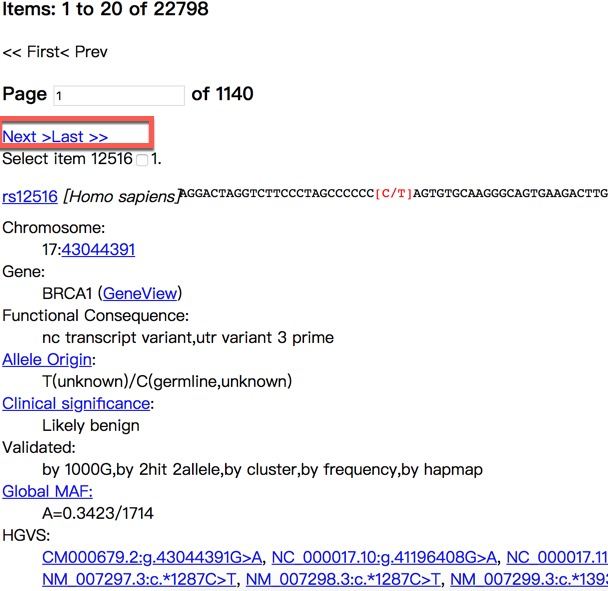 Items: 1 to 20 of 22798
<< First< Prev
Page 1 of 1140
Next >Last >>
Select item 12516 1.
rs12516 [Homo sapiens]AGGACTAGGTCTTCCCTAGCCCCCC[C/T]AGTGTGCAAGGGCAGTGAAGACTTG
Chromosome:
17:43044391
Gene:
BRCA1 (GeneView)
Functional Consequence:
nc transcript variant,utr variant 3 prime
Allele Origin:
T(unknown)/C(germline,unknown)
Clinical significance:
Likely benign
Validated:
by 1000G,by 2hit 2allele,by cluster,by frequency,by hapmap
Global MAF:
A=0.3423/1714
HGVS:
CM000679.2:g.43044391G>A, NC_000017.10:g.41196408G>A, NC_000017.11
NM_007297.3:c.*1287C>T, NM_007298.3:c.*1287C>T, NM_007299.3:c.*1393